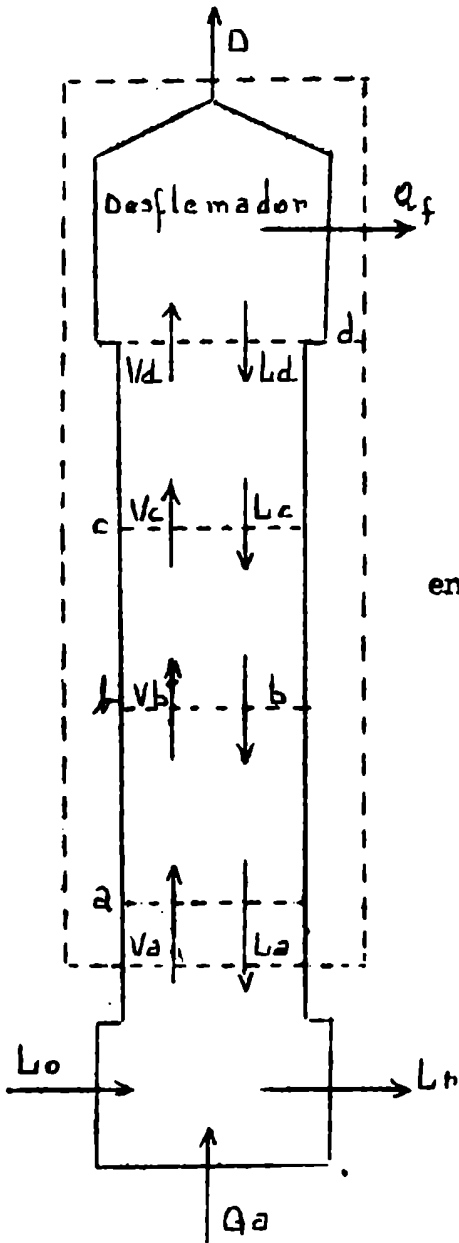 D
Desflemador
Qf
d
Vd Ld
c Vc Lc
en
b Vb b
a
Va La
Lo Ln
Qa